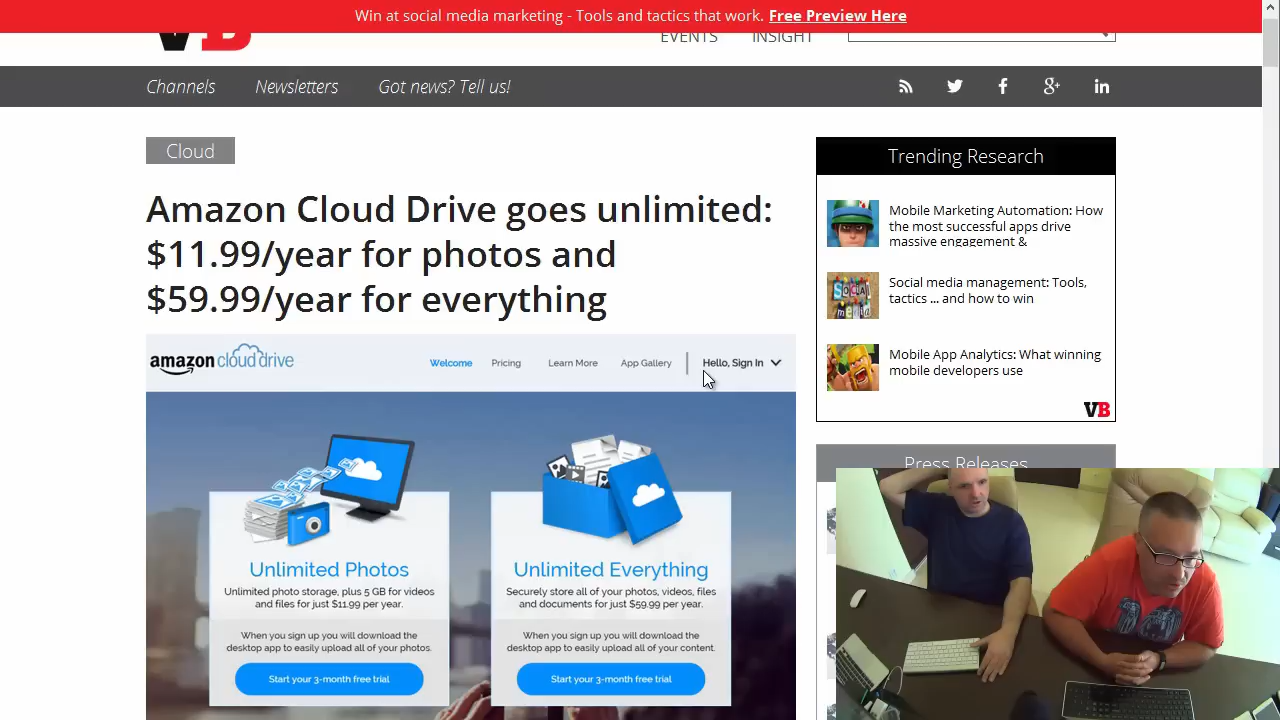 Win at social media marketing - Tools and tactics that work. Free Preview Here
VB
EVENTS INSIGHT
Channels Newsletters Got news? Tell us!
Cloud
Amazon Cloud Drive goes unlimited:
$11.99/year for photos and
$59.99/year for everything
amazon cloud drive
Welcome Pricing Learn More App Gallery Hello, Sign In
Unlimited Photos
Unlimited photo storage, plus 5 GB for videos
and files for just $11.99 per year.
When you sign up you will download the
desktop app to easily upload all of your photos.
Start your 3-month free trial
Unlimited Everything
Securely store all of your photos, videos, files
and documents for just $59.99 per year.
When you sign up you will download the
desktop app to easily upload all of your content.
Start your 3-month free trial
Trending Research
Mobile Marketing Automation: How
the most successful apps drive
massive engagement &
SOCIAL
media
Social media management: Tools,
tactics ... and how to win
Mobile App Analytics: What winning
mobile developers use
VB
Press Releases